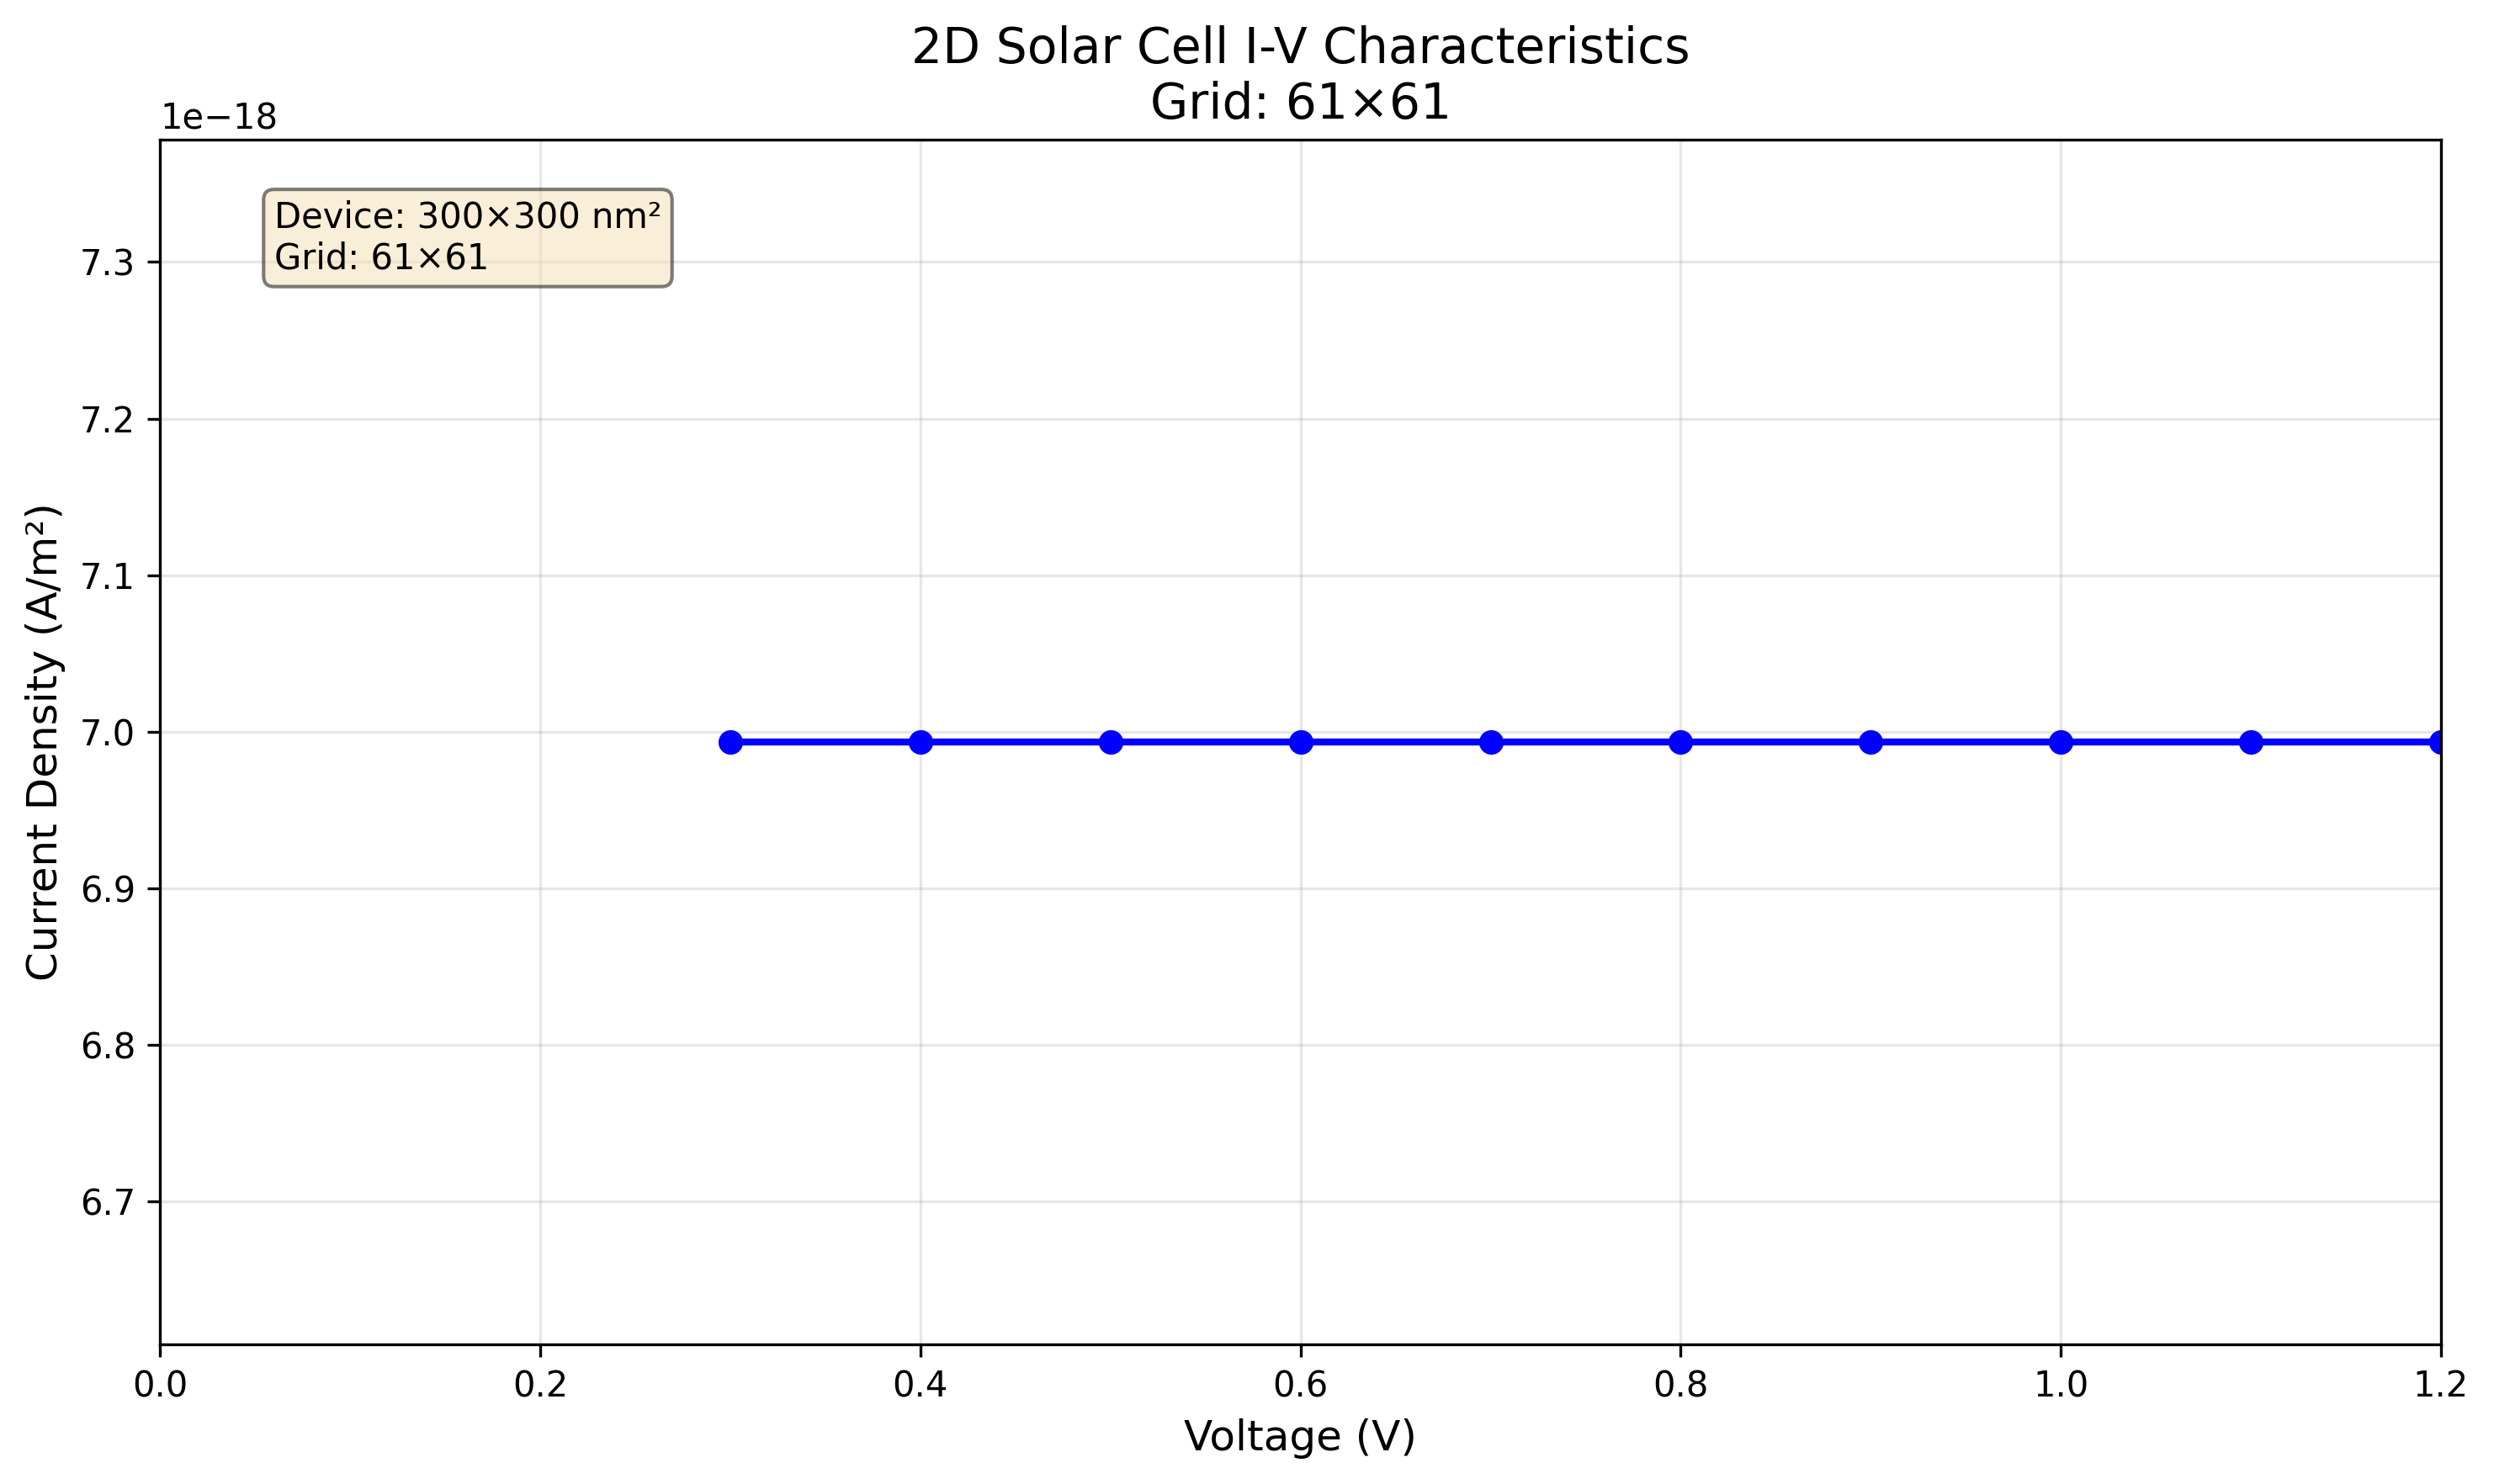 2D Solar Cell I-V Characteristics
Grid: 61×61
1e−18
Device: 300×300 nm²
Grid: 61×61
7.3
7.2
7.1
7.0
6.9
6.8
6.7
Current Density (A/m²)
0.0 0.2 0.4 0.6 0.8 1.0 1.2
Voltage (V)